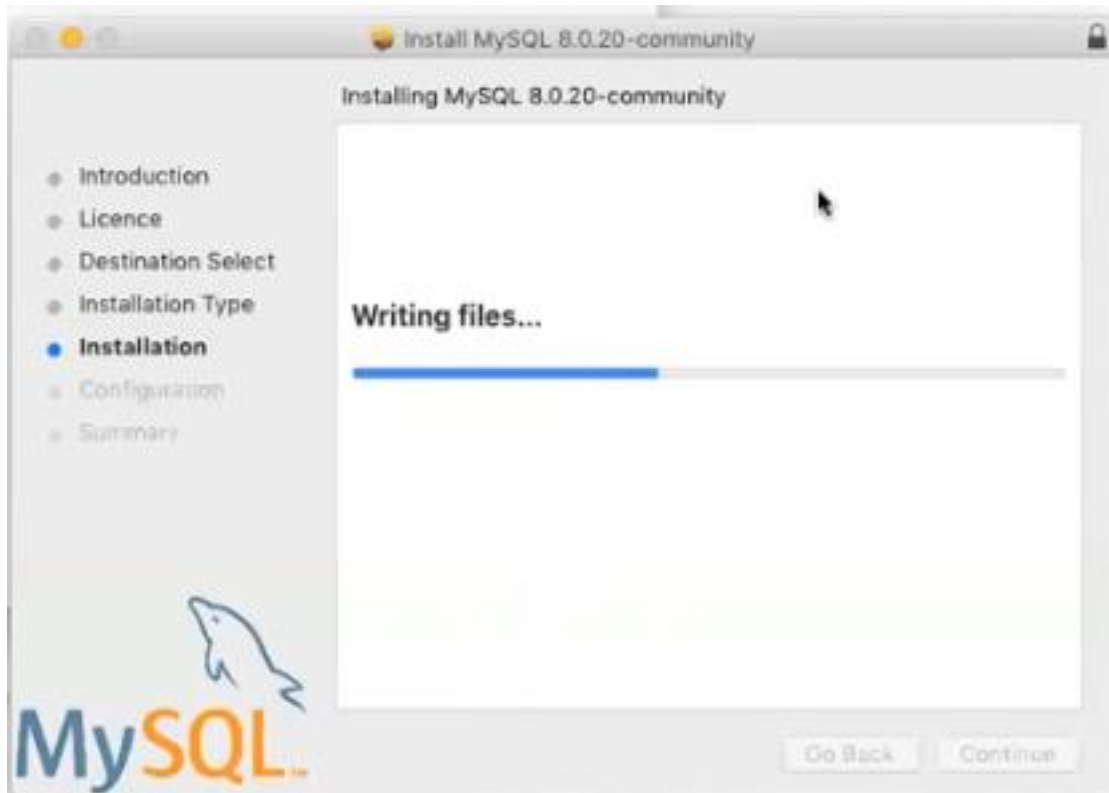 Install MySQL 8.0.20-community
Installing MySQL 8.0.20-community
Introduction
Licence
Destination Select
Installation Type
Installation
Configuration
Summary
Writing files...
MySQL
Go Back
Continue